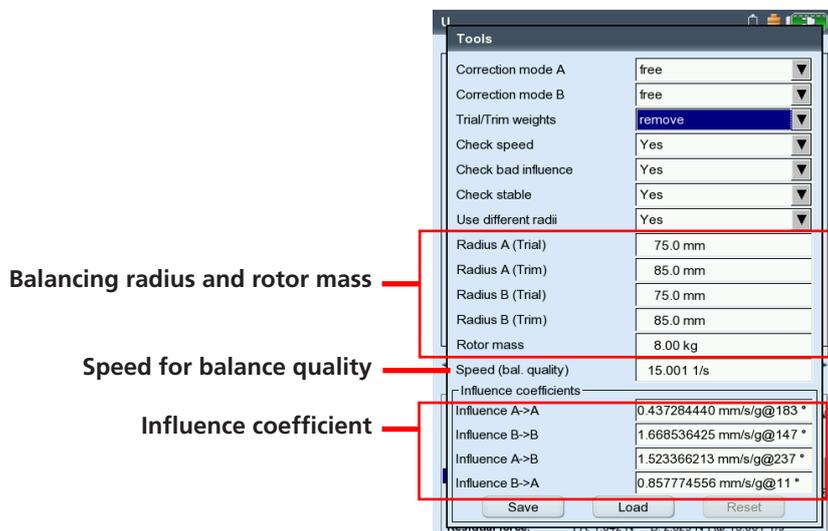 U
Tools
Correction mode A free
Correction mode B free
Trial/Trim weights remove
Check speed Yes
Check bad influence Yes
Check stable Yes
Use different radii Yes
Radius A (Trial) 75.0 mm
Radius A (Trim) 85.0 mm
Radius B (Trial) 75.0 mm
Radius B (Trim) 85.0 mm
Rotor mass 8.00 kg
Balancing radius and rotor mass
Speed (bal. quality) 15.001 1/s
Speed for balance quality
Influence coefficients
Influence A->A 0.437284440 mm/s/g@183 °
Influence B->B 1.668536425 mm/s/g@147 °
Influence A->B 1.523366213 mm/s/g@237 °
Influence B->A 0.857774556 mm/s/g@11 °
Influence coefficient
Save Load Reset